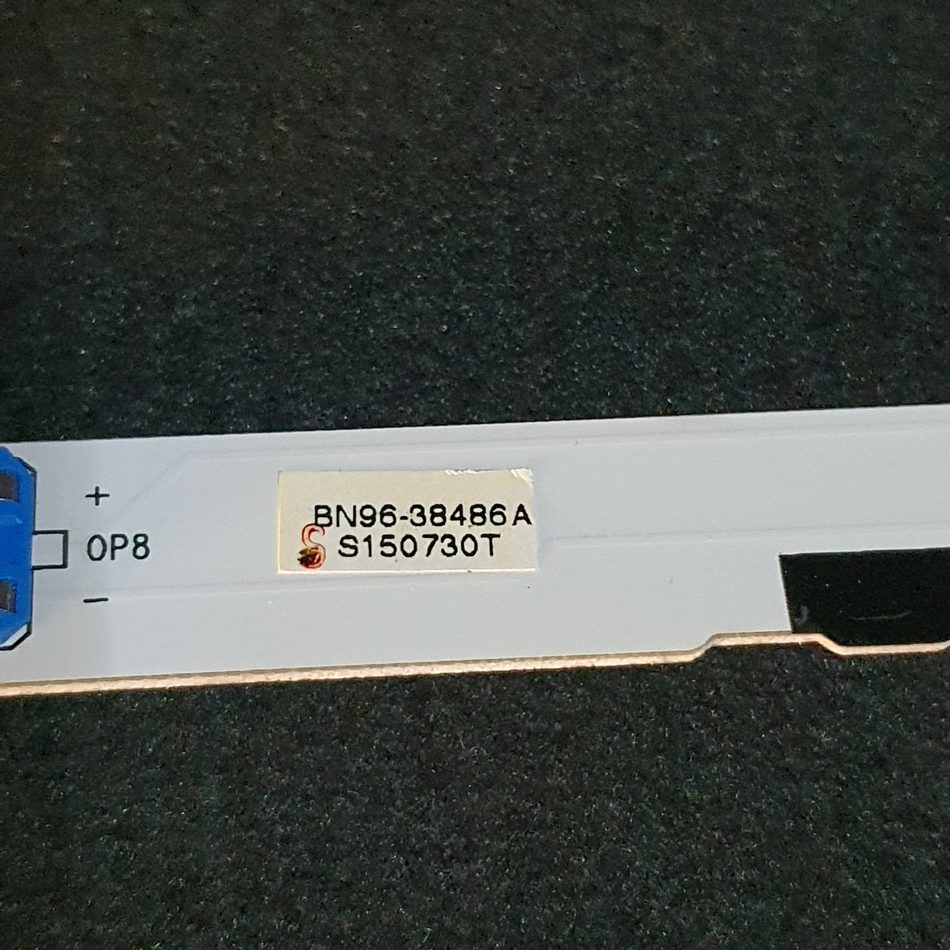 +
OP8
-
BN96-38486A
S S150730T